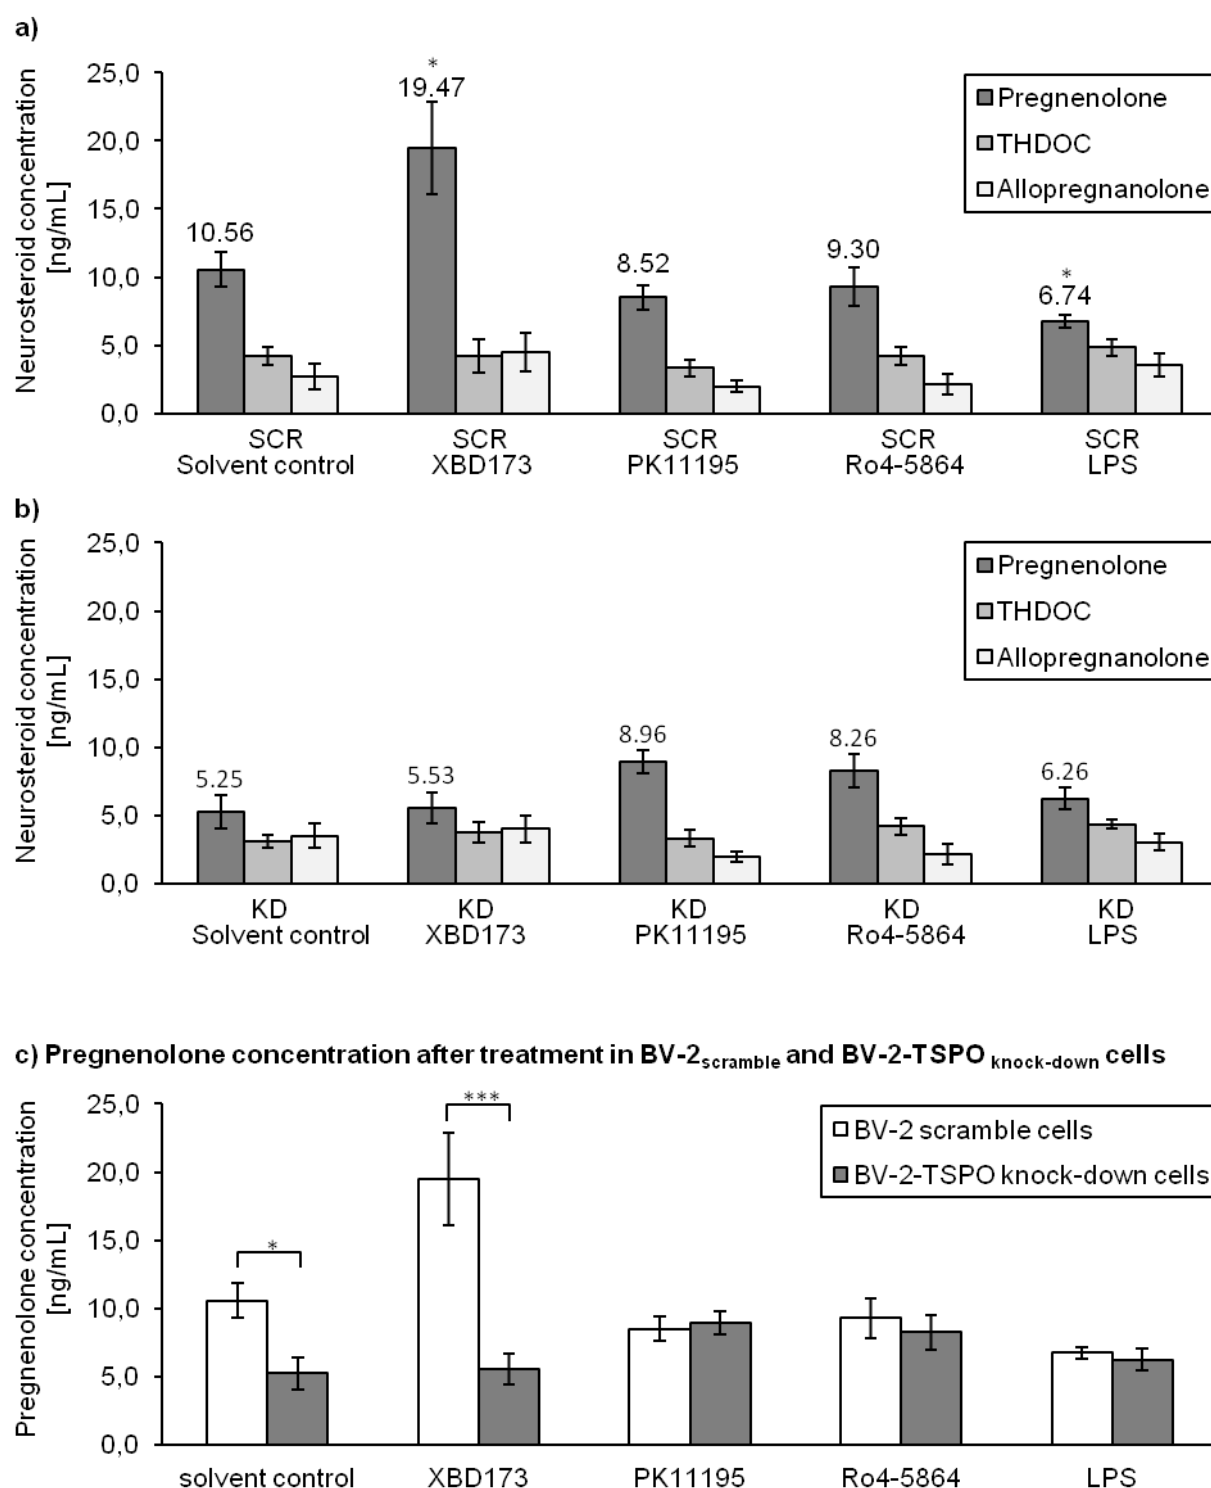 a)
Neurosteroid concentration
[ng/mL]
25,0
20,0
15,0
10,0
5,0
0,0
10.56
*
19.47
8.52
9.30
*
6.74
Pregnenolone
THDOC
Allopregnanolone
SCR SCR SCR SCR SCR
Solvent control XBD173 PK11195 Ro4-5864 LPS
b)
Neurosteroid concentration
[ng/mL]
25,0
20,0
15,0
10,0
5,0
0,0
5.25
5.53
8.96
8.26
6.26
Pregnenolone
THDOC
Allopregnanolone
KD KD KD KD KD
Solvent control XBD173 PK11195 Ro4-5864 LPS
c) Pregnenolone concentration after treatment in BV-2scramble and BV-2-TSPO knock-down cells
Pregnenolone concentration
[ng/mL]
25,0
20,0
15,0
10,0
5,0
0,0
*
***
BV-2 scramble cells
BV-2-TSPO knock-down cells
solvent control XBD173 PK11195 Ro4-5864 LPS